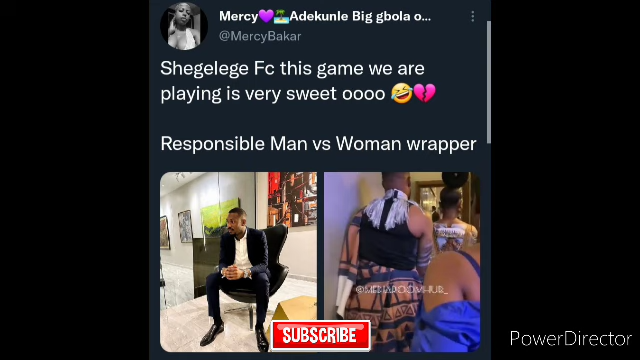 Mercy💜🏝️Adekunle Big gbola o...
@MercyBakar
Shegelege Fc this game we are
playing is very sweet oooo 🤣💔
Responsible Man vs Woman wrapper
@MEDIAROOMHUB_
SUBSCRIBE
PowerDirector